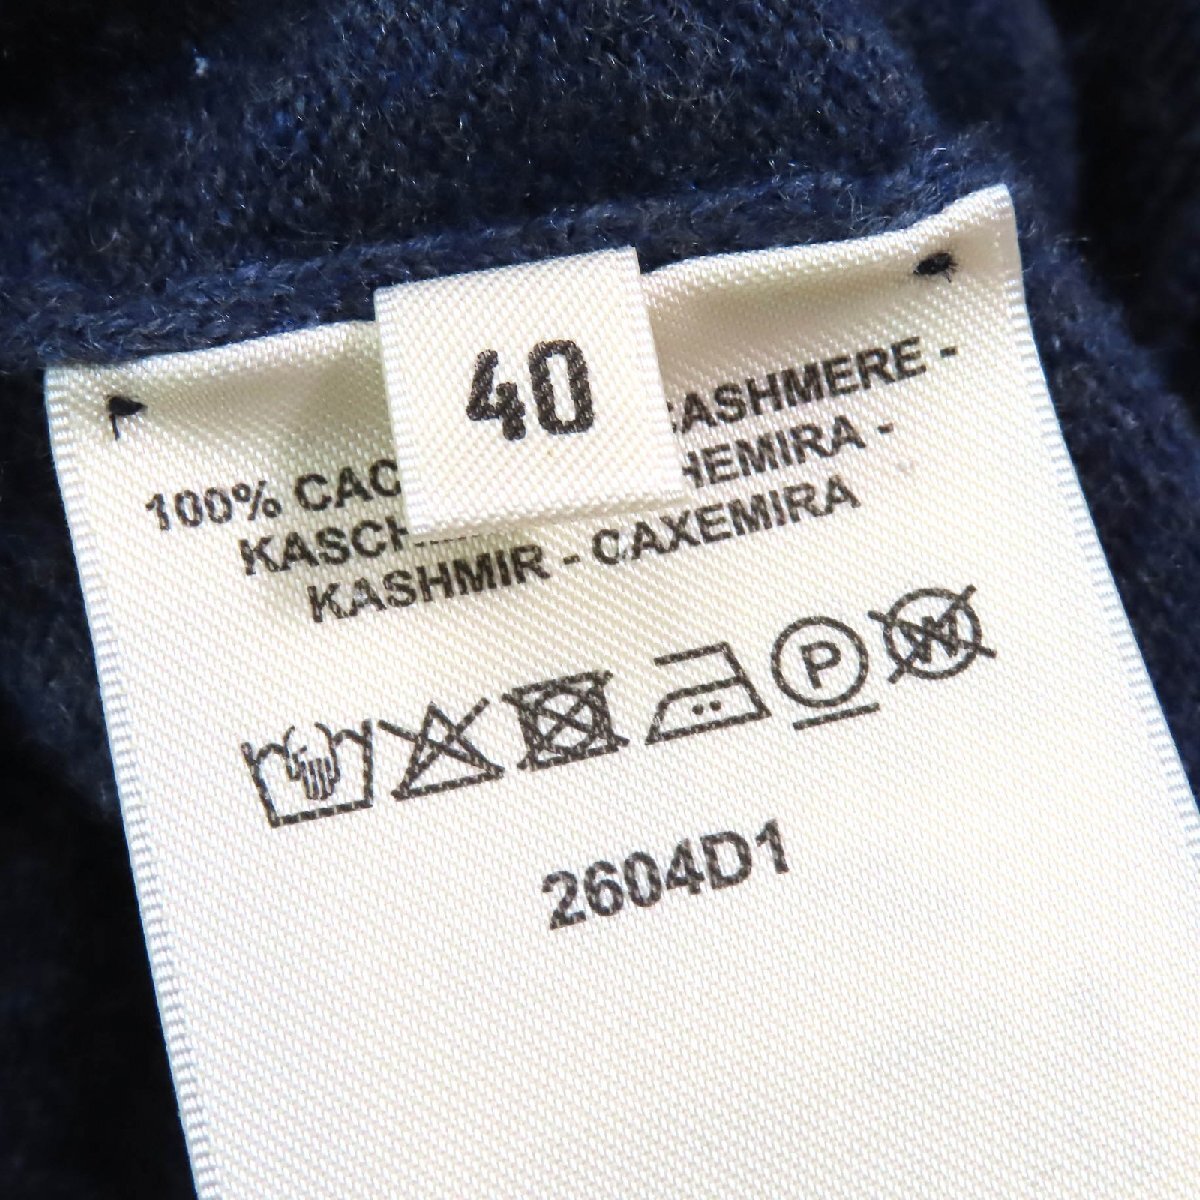 40
100% CAC CASHMERE -
KASCH HEMIRA -
KASHMIR - CAXEMIRA
P W
2604D1